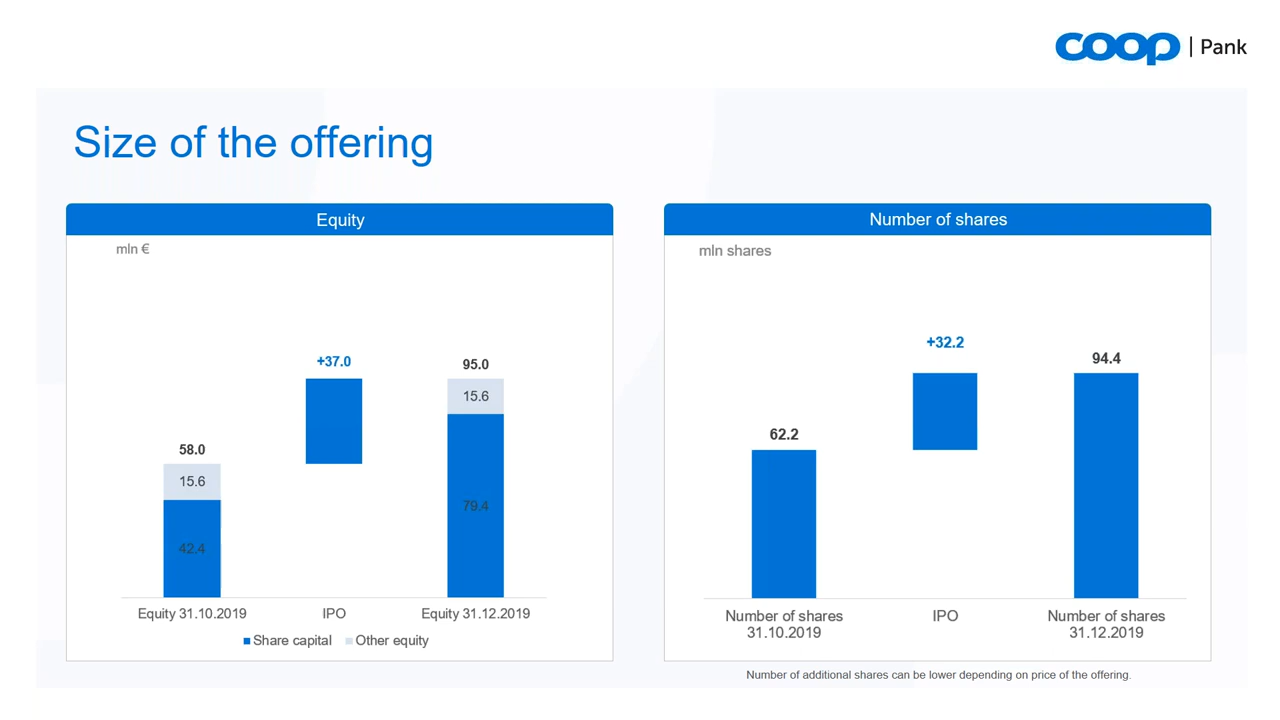 coop | Pank
Size of the offering
Equity
mln €
+37.0
95.0
15.6
58.0
15.6
79.4
42.4
Equity 31.10.2019
IPO
Equity 31.12.2019
Share capital
Other equity
Number of shares
mln shares
+32.2
94.4
62.2
Number of shares
31.10.2019
IPO
Number of shares
31.12.2019
Number of additional shares can be lower depending on price of the offering.